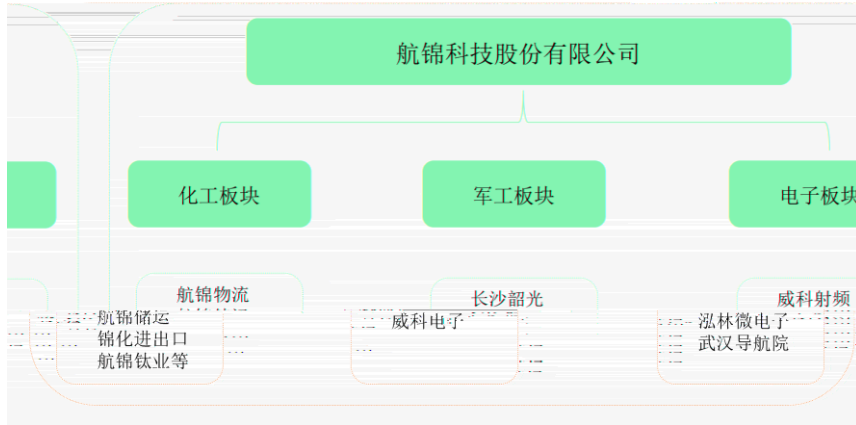 航锦科技股份有限公司
化工板块
军工板块
电子板块
航锦物流
航锦储运
锦化进出口
航锦钛业等
长沙韶光
威科电子
威科射频
泓林微电子
武汉导航院